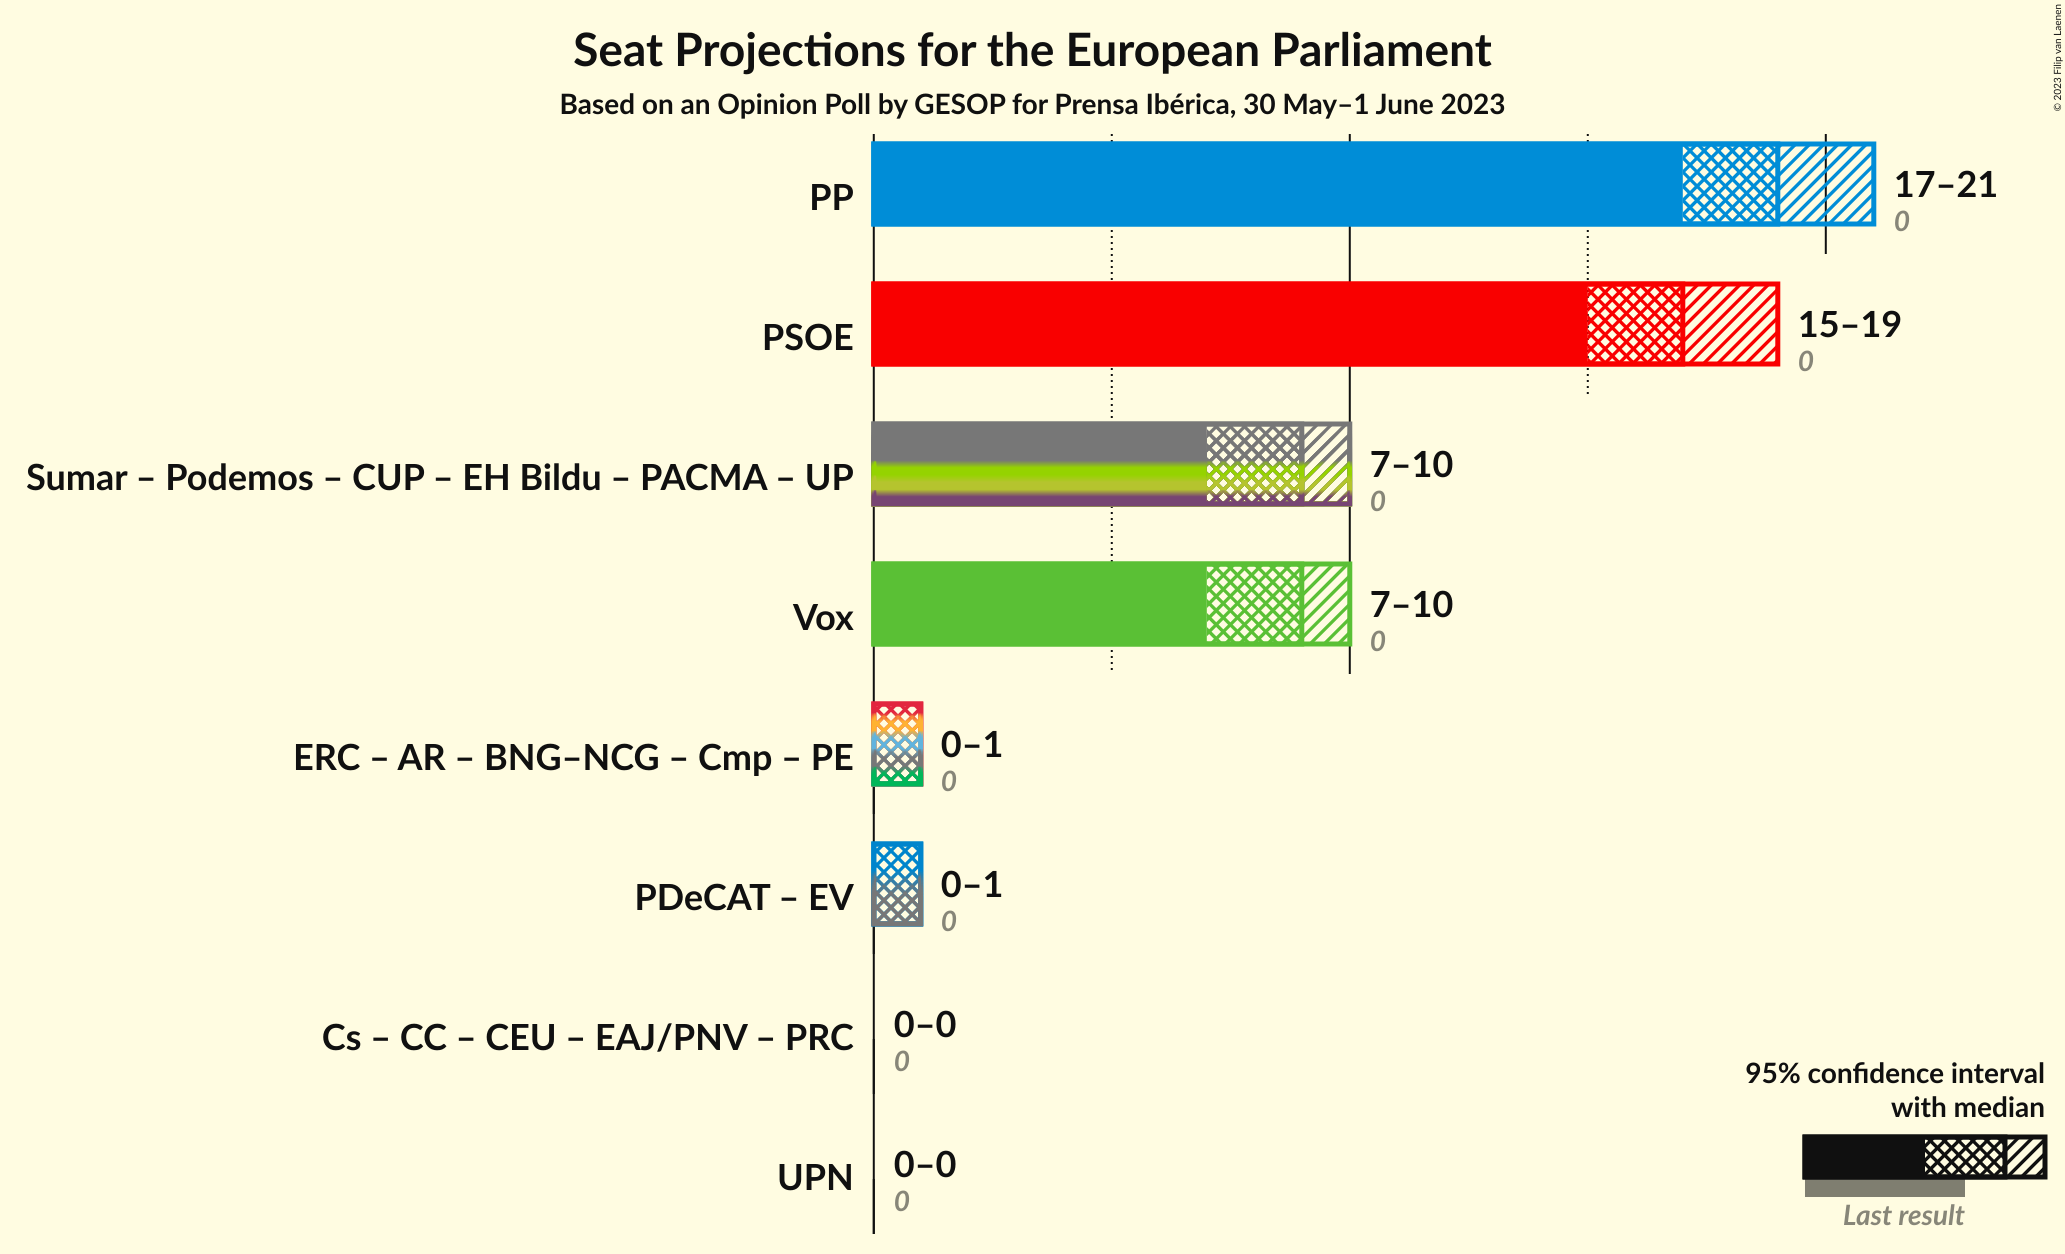 Seat Projections for the European Parliament
Based on an Opinion Poll by GESOP for Prensa Ibérica, 30 May–1 June 2023
© 2023 Filip van Laenen
PP
17–21
0
PSOE
15–19
0
Sumar – Podemos – CUP – EH Bildu – PACMA – UP
7–10
0
Vox
7–10
0
ERC – AR – BNG–NCG – Cmp – PE
0–1
0
PDeCAT – EV
0–1
0
Cs – CC – CEU – EAJ/PNV – PRC
0–0
0
UPN
0–0
0
95% confidence interval
with median
Last result